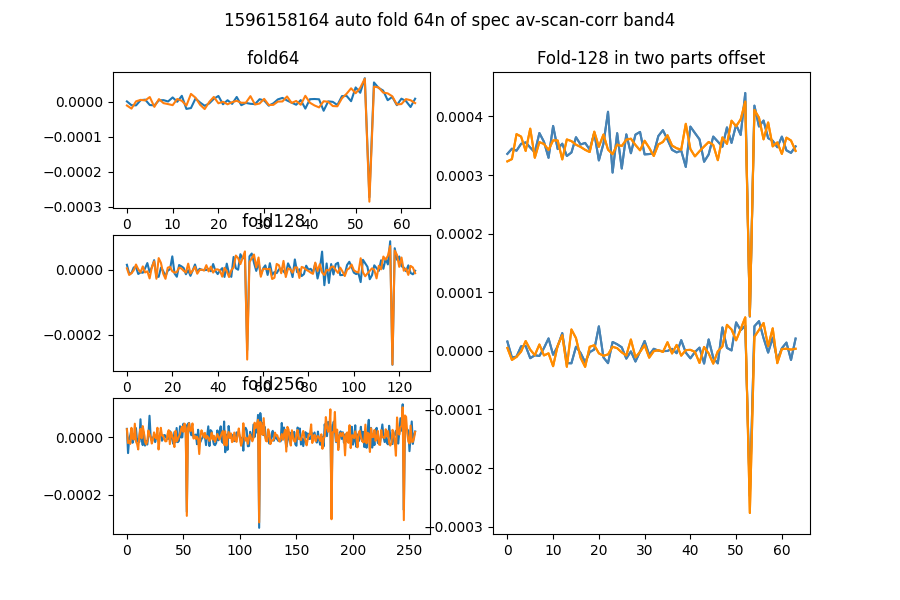 1596158164 auto fold 64n of spec av-scan-corr band4
fold64
0.0000
−0.0001
−0.0002
−0.0003
0 10 20 30 40 50 60
fold128
0.0000
−0.0002
0 20 40 60 80 100 120
fold256
0.0000
−0.0002
0 50 100 150 200 250
Fold-128 in two parts offset
0.0004
0.0003
0.0002
0.0001
0.0000
−0.0001
−0.0002
−0.0003
0 10 20 30 40 50 60